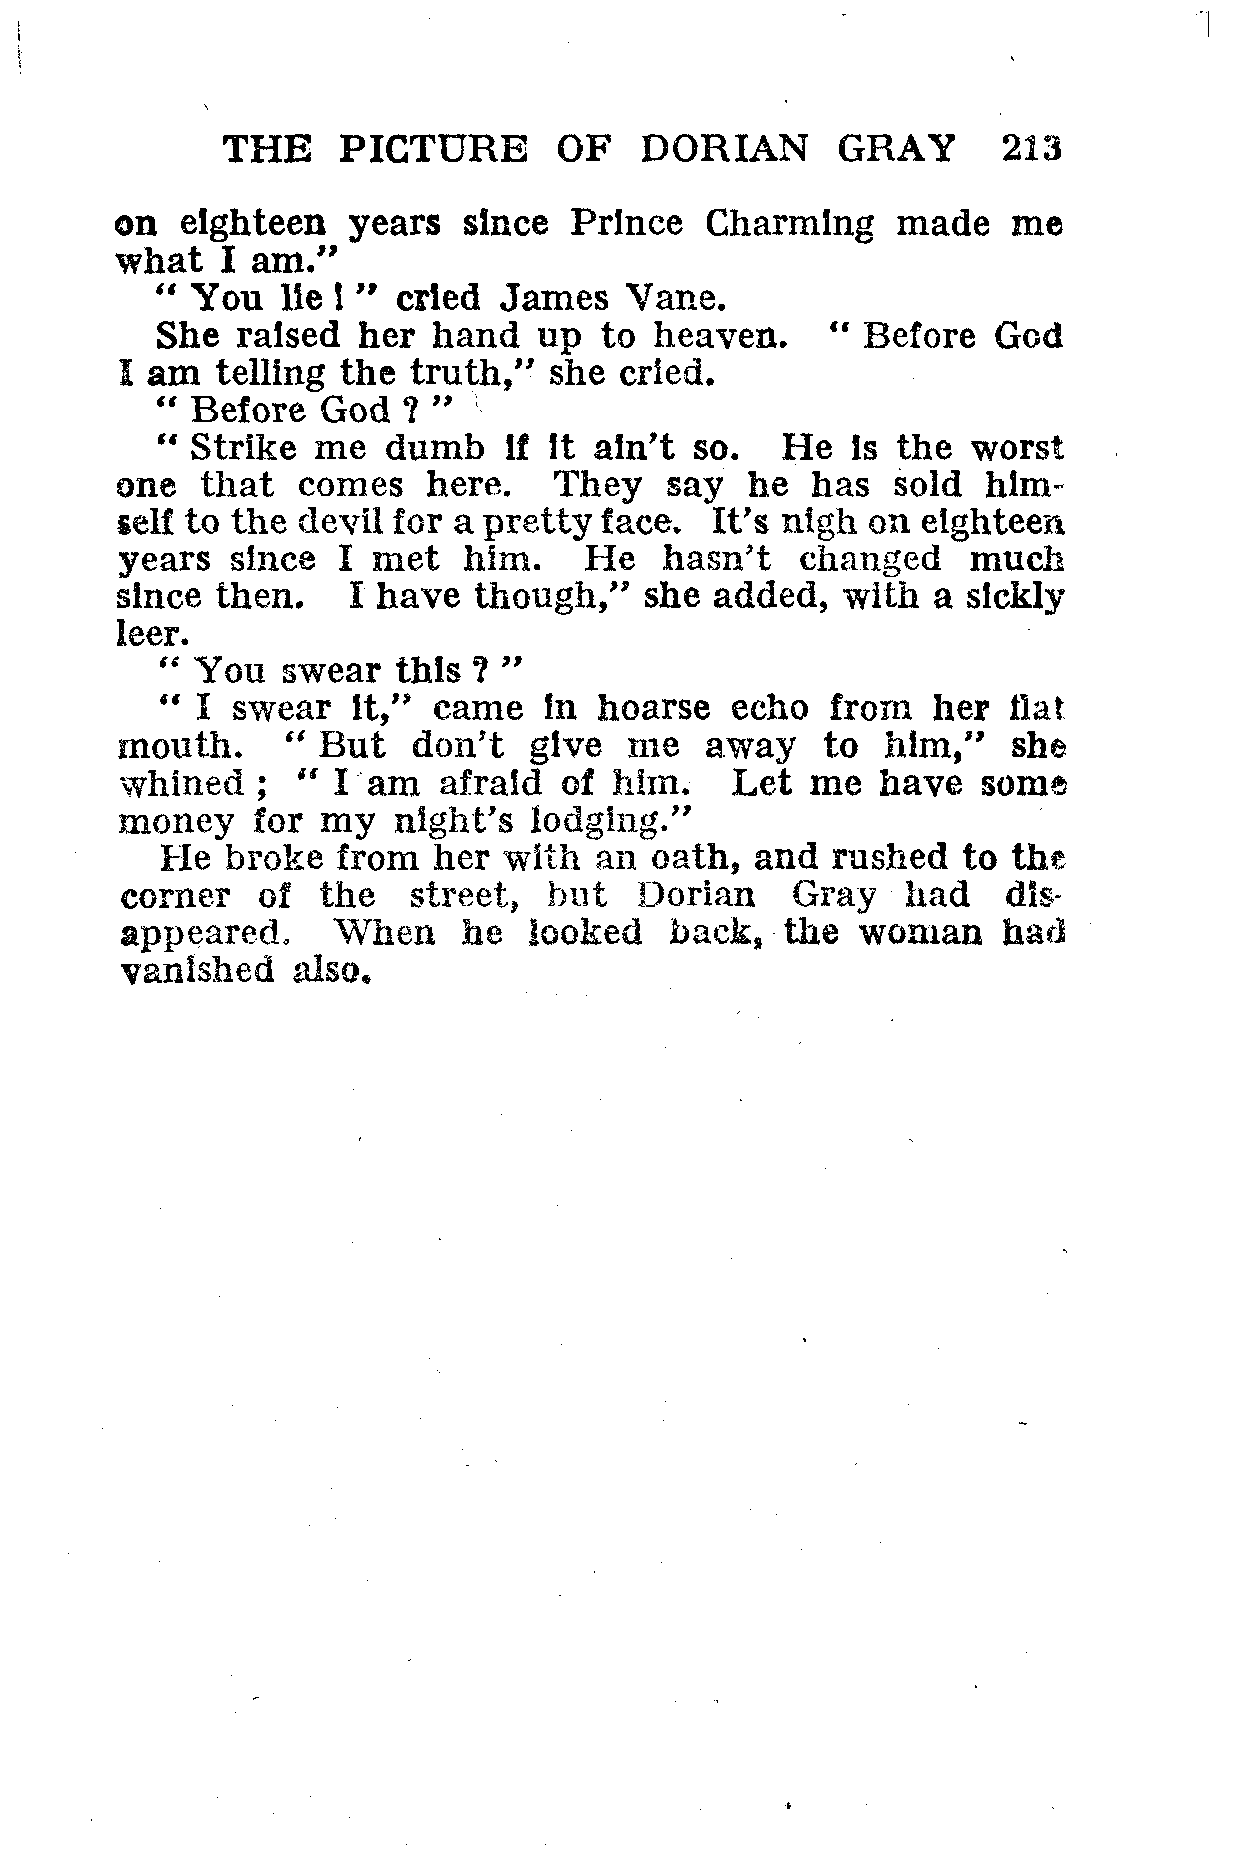 THE PICTURE OF DORIAN GRAY 213
on eighteen years since Prince Charming made me
what I am."
" You lie ! " cried James Vane.
She raised her hand up to heaven. " Before God
I am telling the truth," she cried.
" Before God ? "
" Strike me dumb if it ain't so. He is the worst
one that comes here. They say he has sold him-
self to the devil for a pretty face. It's nigh on eighteen
years since I met him. He hasn't changed much
since then. I have though," she added, with a sickly
leer.
" You swear this ? "
" I swear it," came in hoarse echo from her flat
mouth. " But don't give me away to him," she
whined ; " I am afraid of him. Let me have some
money for my night's lodging."
He broke from her with an oath, and rushed to the
corner of the street, but Dorian Gray had dis-
appeared. When he looked back, the woman had
vanished also.